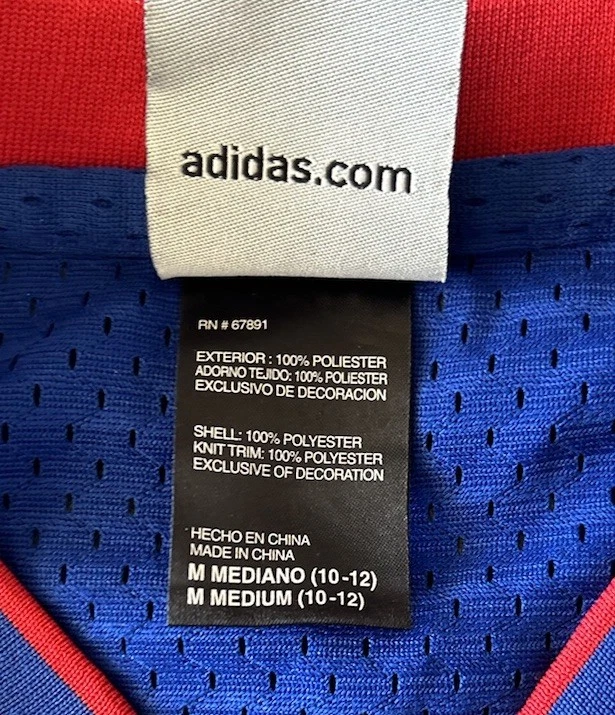 adidas.com
RN # 67891
EXTERIOR : 100% POLIESTER
ADORNO TEJIDO: 100% POLIESTER
EXCLUSIVO DE DECORACION
SHELL: 100% POLYESTER
KNIT TRIM: 100% POLYESTER
EXCLUSIVE OF DECORATION
HECHO EN CHINA
MADE IN CHINA
M MEDIANO (10-12)
M MEDIUM (10-12)